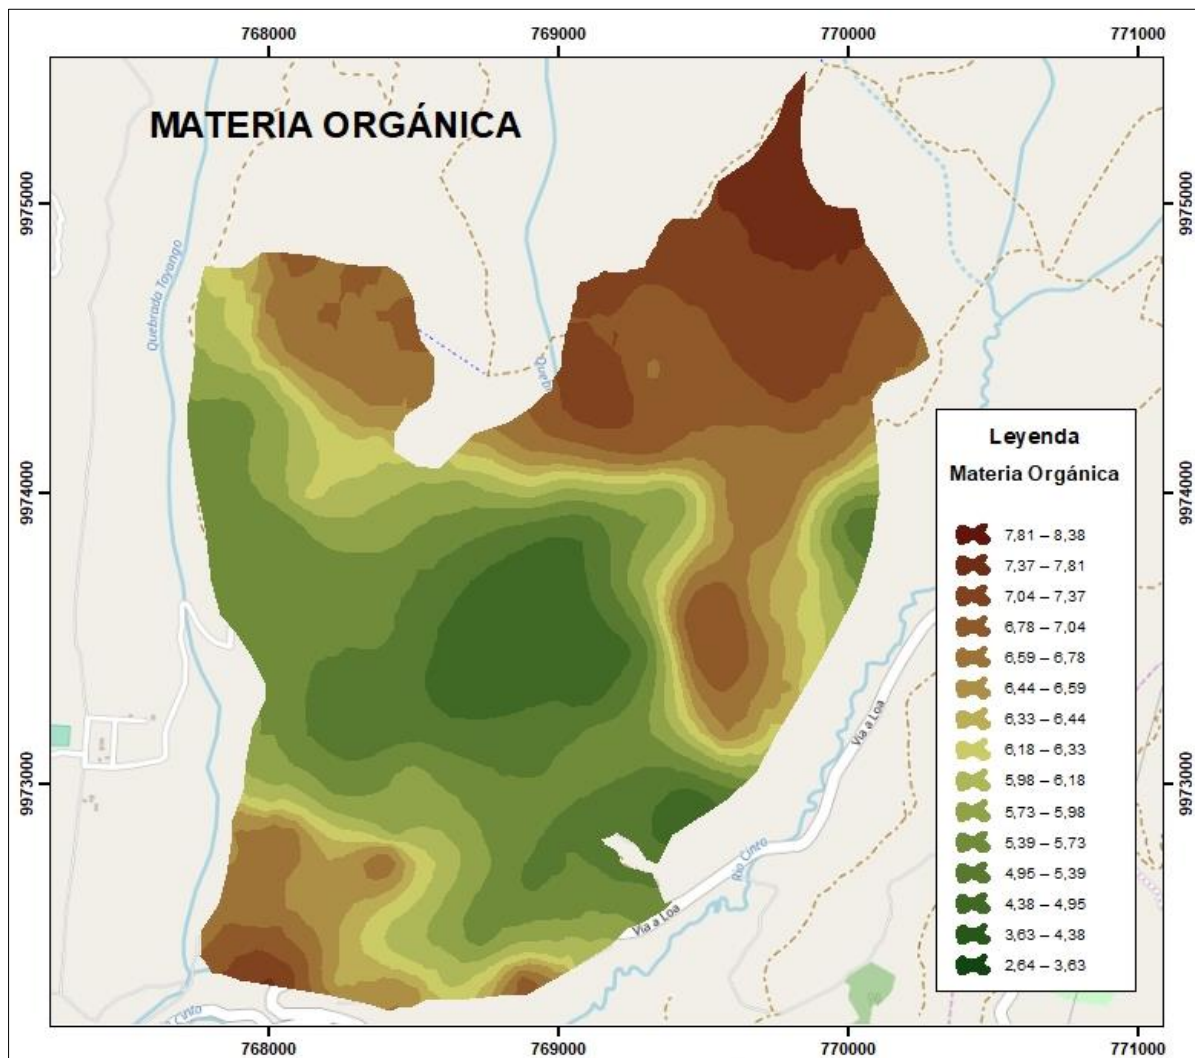 768000
769000
770000
771000
MATERIA ORGÁNICA
9975000
9975000
Quebrada Tayango
Queb
Leyenda
Materia Orgánica
7,81 – 8,38
7,37 – 7,81
7,04 – 7,37
6,78 – 7,04
6,59 – 6,78
6,44 – 6,59
6,33 – 6,44
6,18 – 6,33
5,98 – 6,18
5,73 – 5,98
5,39 – 5,73
4,95 – 5,39
4,38 – 4,95
3,63 – 4,38
2,64 – 3,63
9974000
9974000
Vía a Loa
9973000
9973000
Río Cinto
Vía a Loa
Cinto
768000
769000
770000
771000